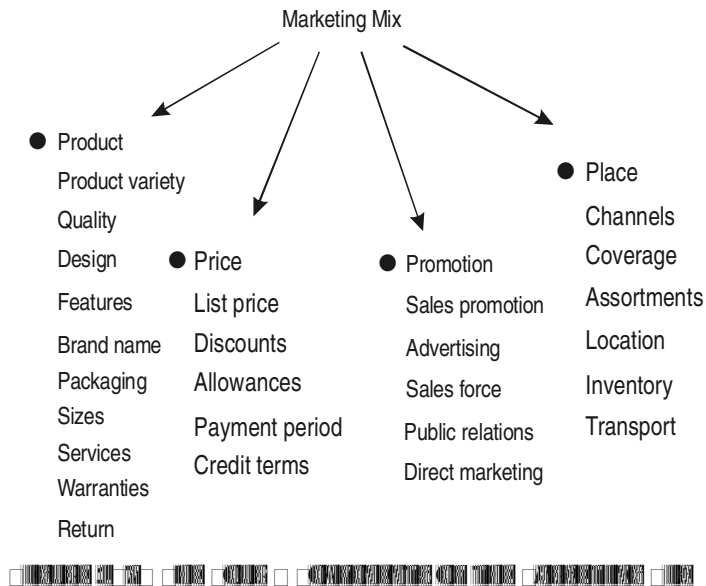 Marketing Mix
Product
Product variety
Quality
Design
Features
Brand name
Packaging
Sizes
Services
Warranties
Return
Price
List price
Discounts
Allowances
Payment period
Credit terms
Promotion
Sales promotion
Advertising
Sales force
Public relations
Direct marketing
Place
Channels
Coverage
Assortments
Location
Inventory
Transport